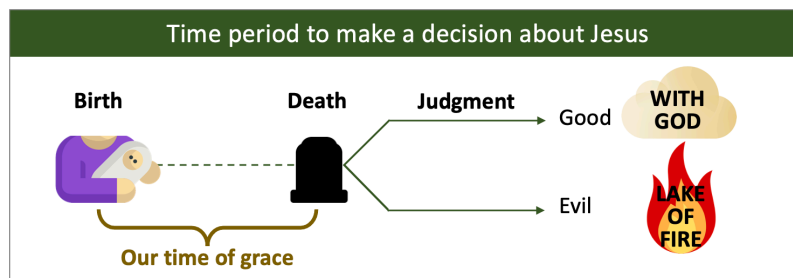 Time period to make a decision about Jesus
Birth
Death
Judgment
Good
WITH
GOD
Evil
LAKE
OF
FIRE
Our time of grace